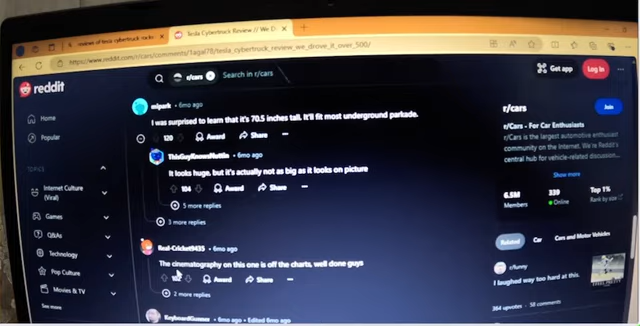 reviews of tesla cybertruck rocks
Tesla Cybertruck Review // We D
https://www.reddit.com/r/cars/comments/1agal78/tesla_cybertruck_review_we_drove_it_over_500/
reddit
r/cars
Search in r/cars
Get app
Log In
Home
Popular
TOPICS
Internet Culture (Viral)
Games
Q&As
Technology
Pop Culture
Movies & TV
See more
6mo ago
I was surprised to learn that it's 70.5 inches tall. It'll fit most underground parkade.
120
Award
Share
6mo ago
It looks huge, but it's actually not as big as it looks on picture
104
Award
Share
5 more replies
3 more replies
Real-Cricket9435 • 6mo ago
The cinematography on this one is off the charts, well done guys
Award
Share
2 more replies
6mo ago • Edited 6mo ago
r/cars
Join
r/Cars - For Car Enthusiasts
r/Cars is the largest automotive enthusiast
community on the Internet. We're Reddit's
central hub for vehicle-related discussion...
Show more
6.5M
Members
339
Online
Top 1%
Rank by size
Related
Car
Cars and Motor Vehicles
r/funny
I laughed way too hard at this.
384 upvotes · 58 comments